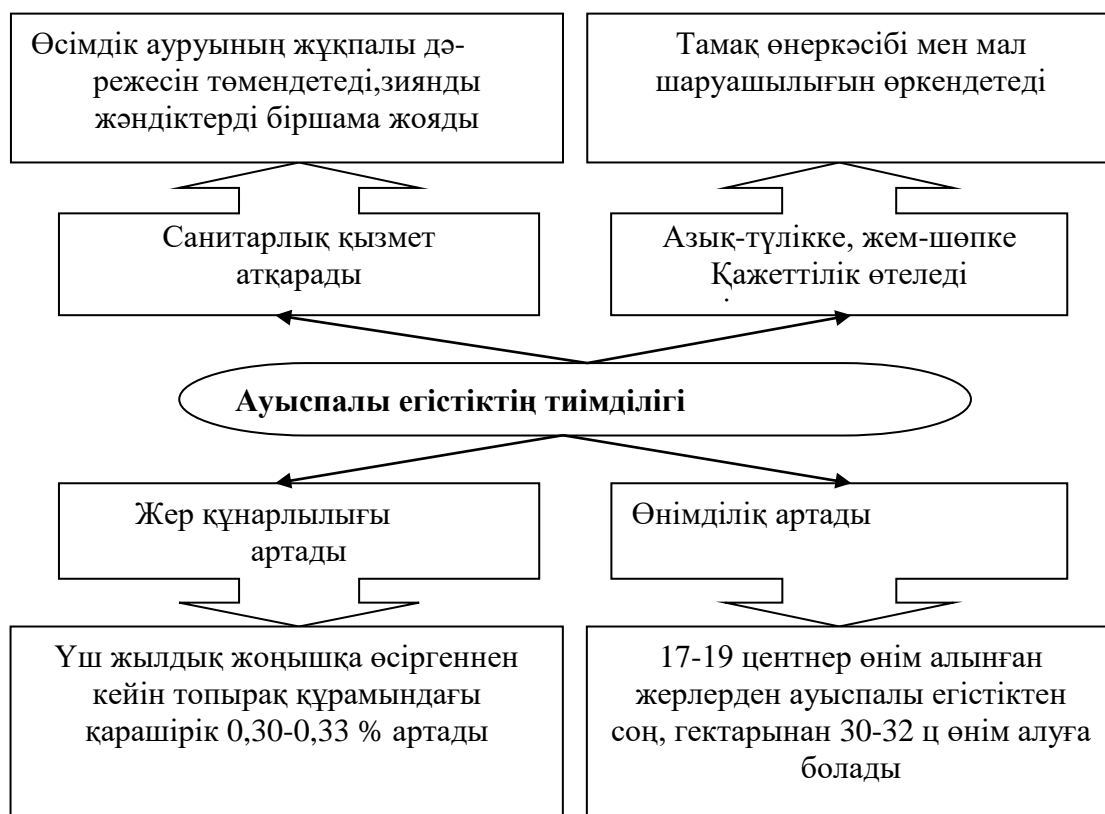 Өсімдік ауруының жұқпалы дә-
режесін төмендетеді,зиянды
жәндіктерді біршама жояды
Тамақ өнеркәсібі мен мал
шаруашылығын өркендетеді
Санитарлық қызмет
атқарады
Азық-түлікке, жем-шөпке
Қажеттілік өтеледі
Ауыспалы егістіктің тиімділігі
Жер құнарлылығы
артады
Өнімділіқ артады
Үш жылдық жоңышқа өсіргеннен
кейін топырақ құрамындағы
қарашірік 0,30-0,33 % артады
17-19 центнер өнім алынған
жерлерден ауыспалы егістіктен
соң, гектарынан 30-32 ц өнім алуға
болады